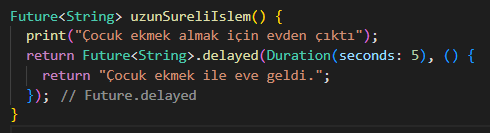 Future<String> uzunSureliIslem() {
print("Çocuk ekmek almak için evden çıktı");
return Future<String>.delayed(Duration(seconds: 5), () {
return "Çocuk ekmek ile eve geldi.";
}); // Future.delayed
}